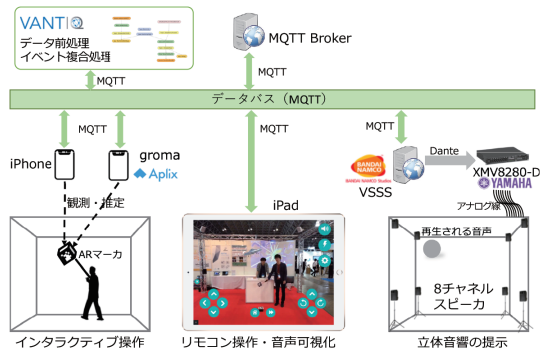 VANTIQ
データ前処理
イベント複合処理
MQTT Broker
MQTT
MQTT
データバス（MQTT）
MQTT
MQTT
MQTT
iPhone
groma
Aplix
観測・推定
iPad
Dante
BANDAI
NAMCO
BANDAI NAMCO Studios
VSSS
XMV8280-D
YAMAHA
アナログ線
ARマーカ
再生される音声
8チャネル
スピーカ
インタラクティブ操作
リモコン操作・音声可視化
立体音響の提示